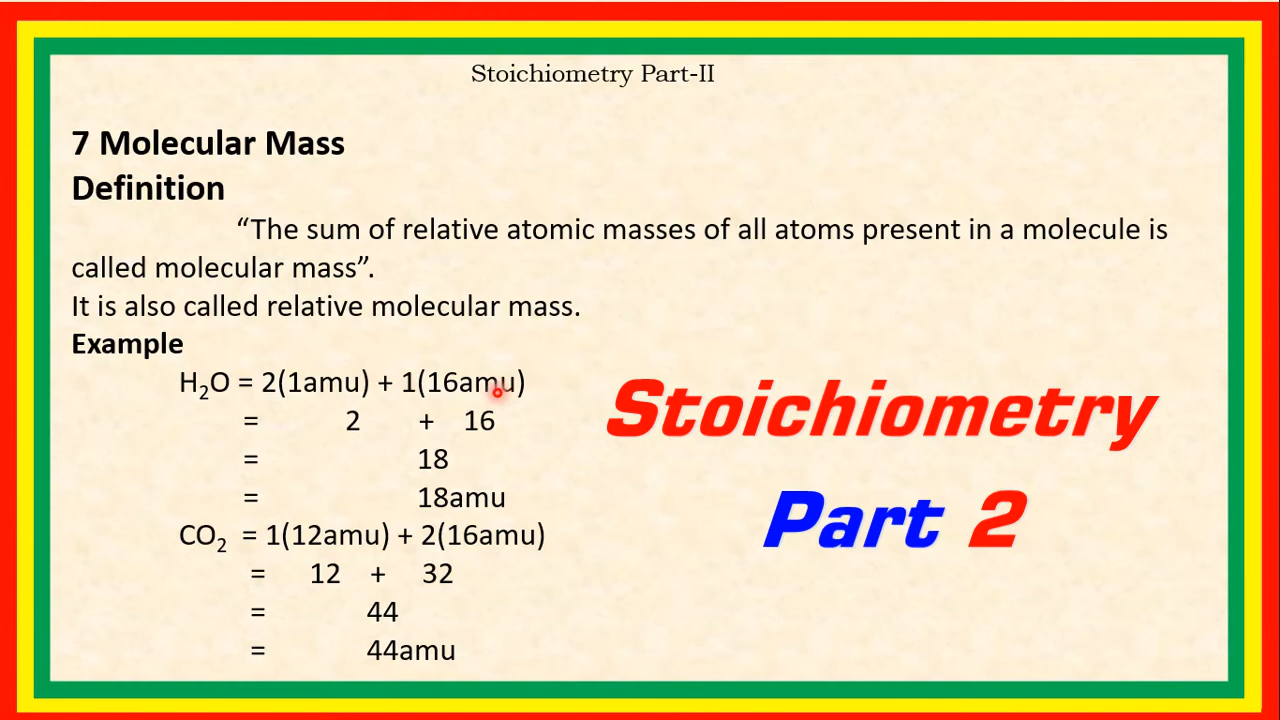 Stoichiometry Part-II
7 Molecular Mass
Definition
“The sum of relative atomic masses of all atoms present in a molecule is
called molecular mass”.
It is also called relative molecular mass.
Example
H₂O = 2(1amu) + 1(16amu)
= 2 + 16
= 18
= 18amu
CO₂ = 1(12amu) + 2(16amu)
= 12 + 32
= 44
= 44amu
Stoichiometry
Part 2